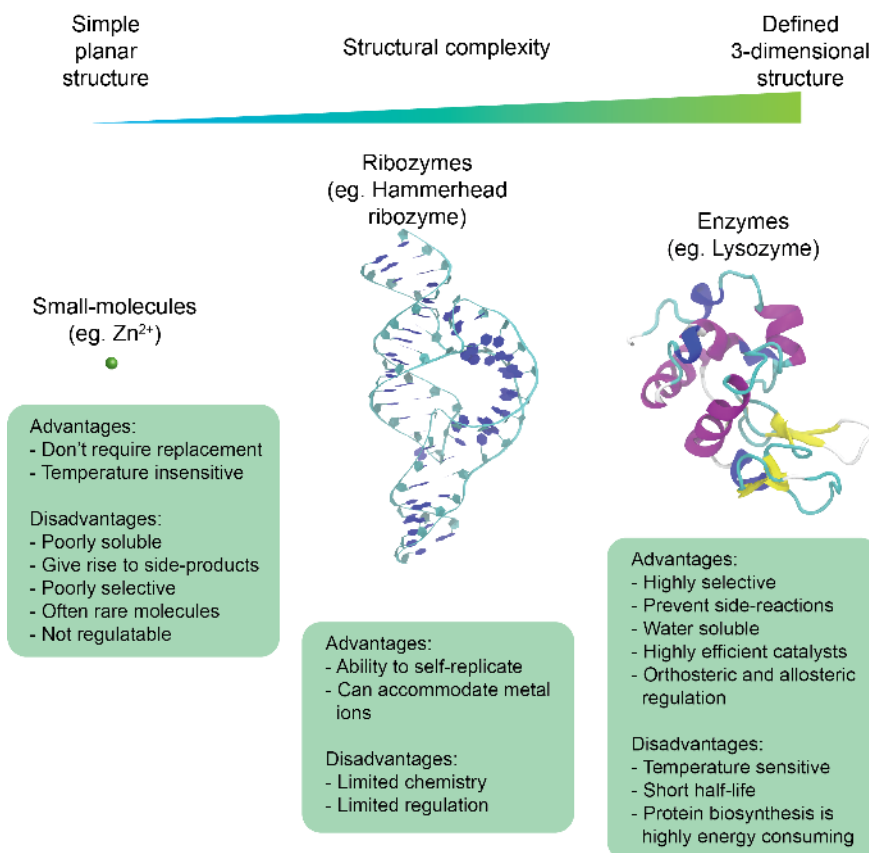 Simple
planar
structure
Structural complexity
Defined
3-dimensional
structure
Small-molecules
(eg. Zn²⁺)
Advantages:
- Don't require replacement
- Temperature insensitive
Disadvantages:
- Poorly soluble
- Give rise to side-products
- Poorly selective
- Often rare molecules
- Not regulatable
Ribozymes
(eg. Hammerhead
ribozyme)
Advantages:
- Ability to self-replicate
- Can accommodate metal
ions
Disadvantages:
- Limited chemistry
- Limited regulation
Enzymes
(eg. Lysozyme)
Advantages:
- Highly selective
- Prevent side-reactions
- Water soluble
- Highly efficient catalysts
- Orthosteric and allosteric
regulation
Disadvantages:
- Temperature sensitive
- Short half-life
- Protein biosynthesis is
highly energy consuming